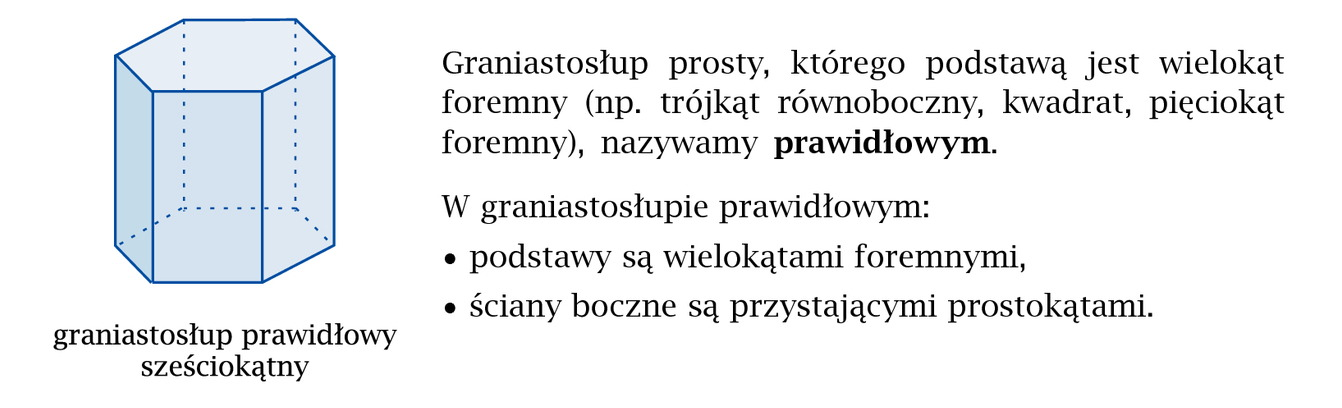 Graniastosłup prosty, którego podstawą jest wielokąt
foremny (np. trójkąt równoboczny, kwadrat, pięciokąt
foremny), nazywamy prawidłowym.
W graniastosłupie prawidłowym:
• podstawy są wielokątami foremnymi,
• ściany boczne są przystającymi prostokątami.
graniastosłup prawidłowy
sześciokątny